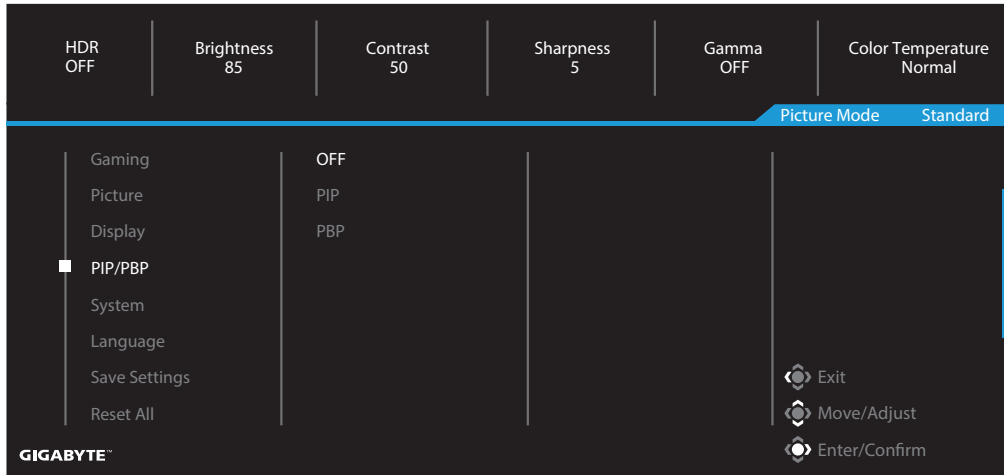 HDR
OFF
Brightness
85
Contrast
50
Sharpness
5
Gamma
OFF
Color Temperature
Normal
Picture Mode Standard
Gaming
Picture
Display
PIP/PBP
System
Language
Save Settings
Reset All
OFF
PIP
PBP
Exit
Move/Adjust
Enter/Confirm
GIGABYTE™